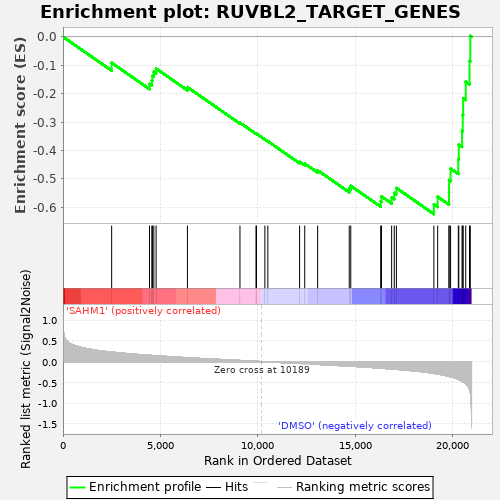 Enrichment plot: RUVBL2_TARGET_GENES
Enrichment score (ES)
0.0
-0.1
-0.2
-0.3
-0.4
-0.5
-0.6
'SAHM1' (positively correlated)
Ranked list metric (Signal2Noise)
1.0
0.5
0.0
-0.5
-1.0
-1.5
Zero cross at 10189
'DMSO' (negatively correlated)
0 5,000 10,000 15,000 20,000
Rank in Ordered Dataset
Enrichment profile Hits Ranking metric scores